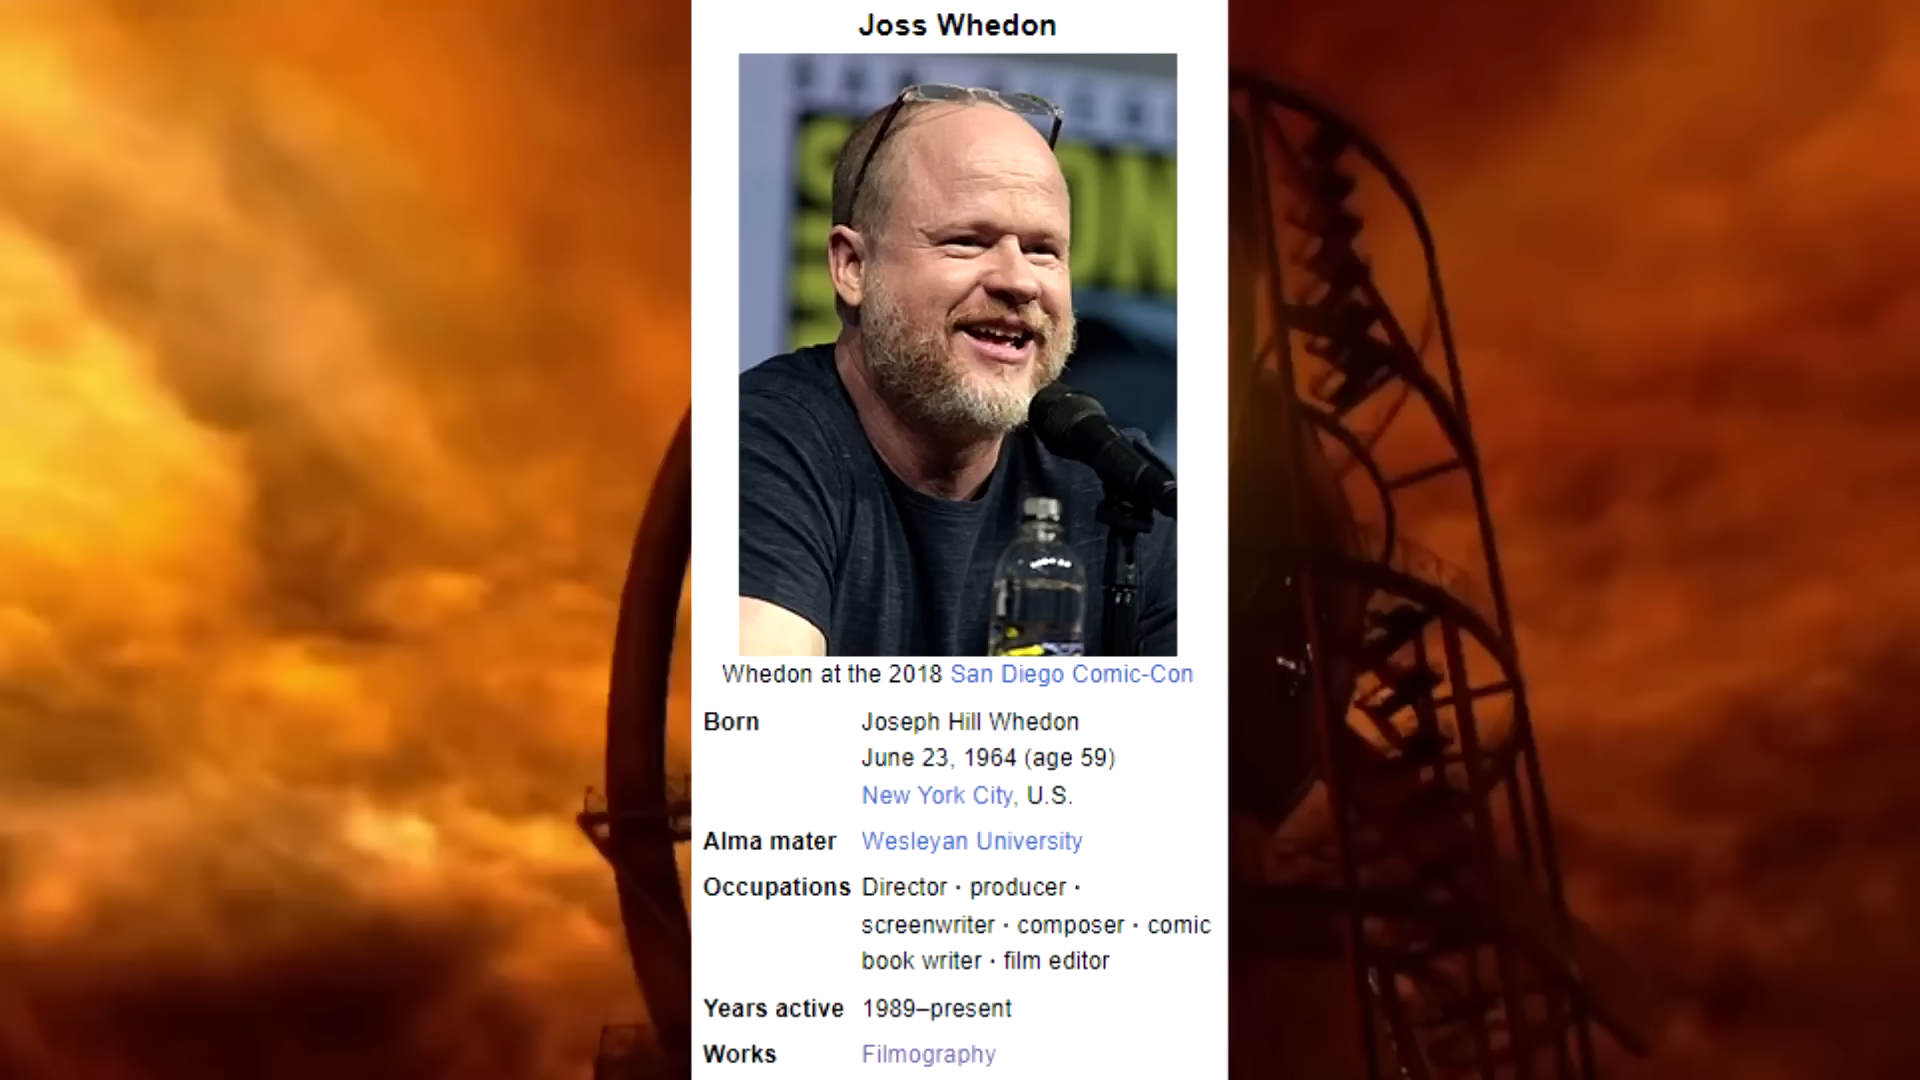 Joss Whedon
Whedon at the 2018 San Diego Comic-Con
Born Joseph Hill Whedon
June 23, 1964 (age 59)
New York City, U.S.
Alma mater Wesleyan University
Occupations Director · producer ·
screenwriter · composer · comic
book writer · film editor
Years active 1989–present
Works Filmography